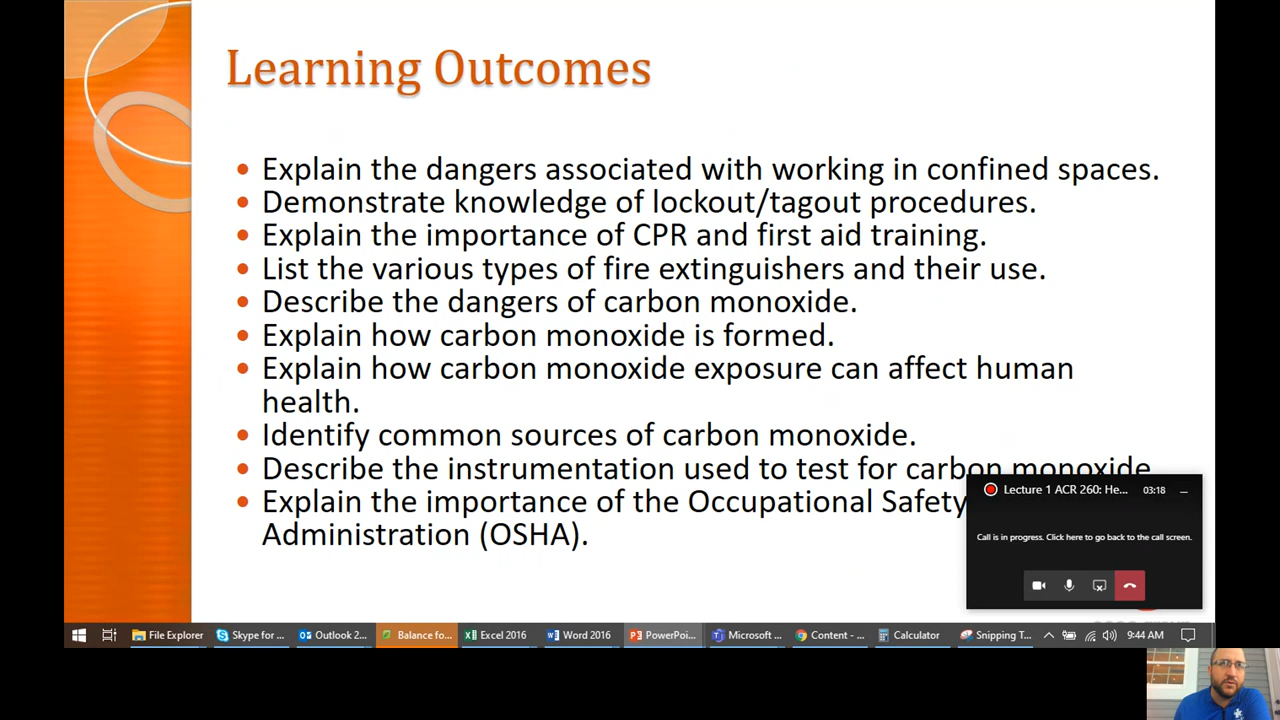 Learning Outcomes
• Explain the dangers associated with working in confined spaces.
• Demonstrate knowledge of lockout/tagout procedures.
• Explain the importance of CPR and first aid training.
• List the various types of fire extinguishers and their use.
• Describe the dangers of carbon monoxide.
• Explain how carbon monoxide is formed.
• Explain how carbon monoxide exposure can affect human
health.
• Identify common sources of carbon monoxide.
• Describe the instrumentation used to test for carbon monoxide
• Explain the importance of the Occupational Safety
Administration (OSHA).
Lecture 1 ACR 260: He... 03:18
Call is in progress. Click here to go back to the call screen.
File Explorer Skype for ... Outlook 2... Balance fo... Excel 2016 Word 2016 PowerPoi... Microsoft ... Content - ... Calculator Snipping T... 9:44 AM